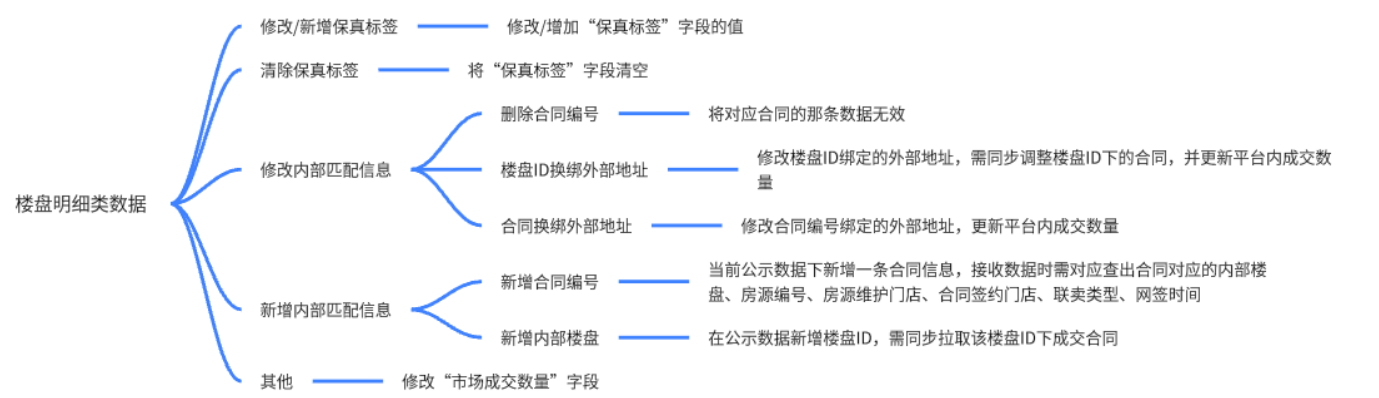 楼盘明细类数据
修改/新增保真标签
修改/增加“保真标签”字段的值
清除保真标签
将“保真标签”字段清空
修改内部匹配信息
删除合同编号
将对应合同的那条数据无效
楼盘ID换绑外部地址
修改楼盘ID绑定的外部地址，需同步调整楼盘ID下的合同，并更新平台内成交数
量
合同换绑外部地址
修改合同编号绑定的外部地址，更新平台内成交数量
新增内部匹配信息
新增合同编号
当前公示数据下新增一条合同信息，接收数据时需对应查出合同对应的内部楼
盘、房源编号、房源维护门店、合同签约门店、联卖类型、网签时间
新增内部楼盘
在公示数据新增楼盘ID，需同步拉取该楼盘ID下成交合同
其他
修改“市场成交数量”字段